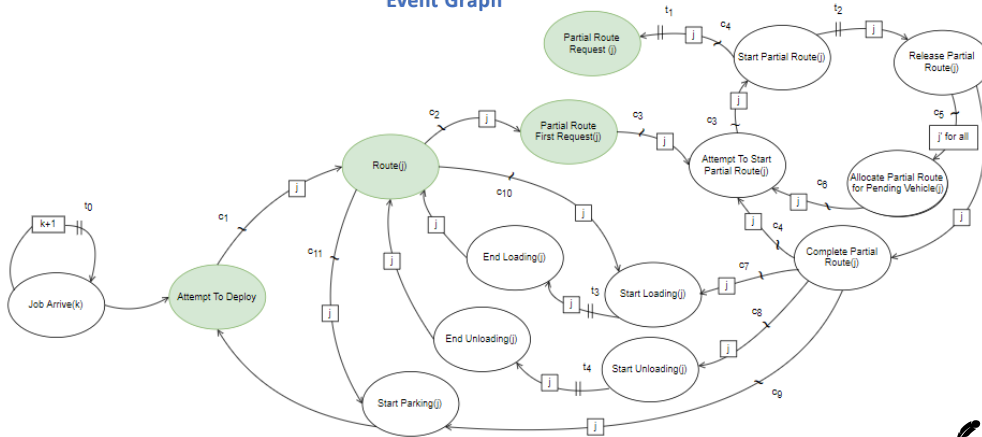 Event Graph
t1
c4
t2
j
j
Partial Route
Request (j)
Start Partial Route(j)
Release Partial
Route(j)
j
c5
c2
j
Partial Route
First Request(j)
c3
j
c3
j' for all
Route(j)
Attempt To Start
Partial Route(j)
Allocate Partial Route
for Pending Vehicle(j)
c6
j
j
c10
c1
j
j
c4
j
j
k+1
t0
c11
j
End Loading(j)
Complete Partial
Route(j)
c7
j
Job Arrive(k)
Attempt To Deploy
j
t3
Start Loading(j)
j
c8
End Unloading(j)
j
j
t4
Start Unloading(j)
c9
Start Parking(j)
j